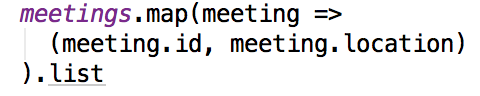 meetings.map(meeting =>
  (meeting.id, meeting.location)
).list